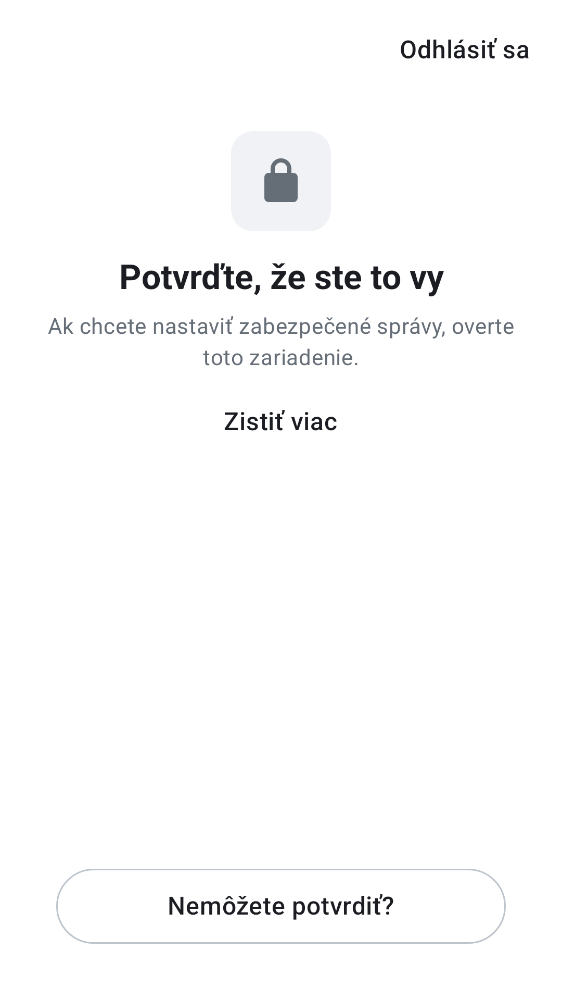 Odhlásiť sa
Potvrďte, že ste to vy
Ak chcete nastaviť zabezpečené správy, overte
toto zariadenie.
Zistiť viac
Nemôžete potvrdiť?